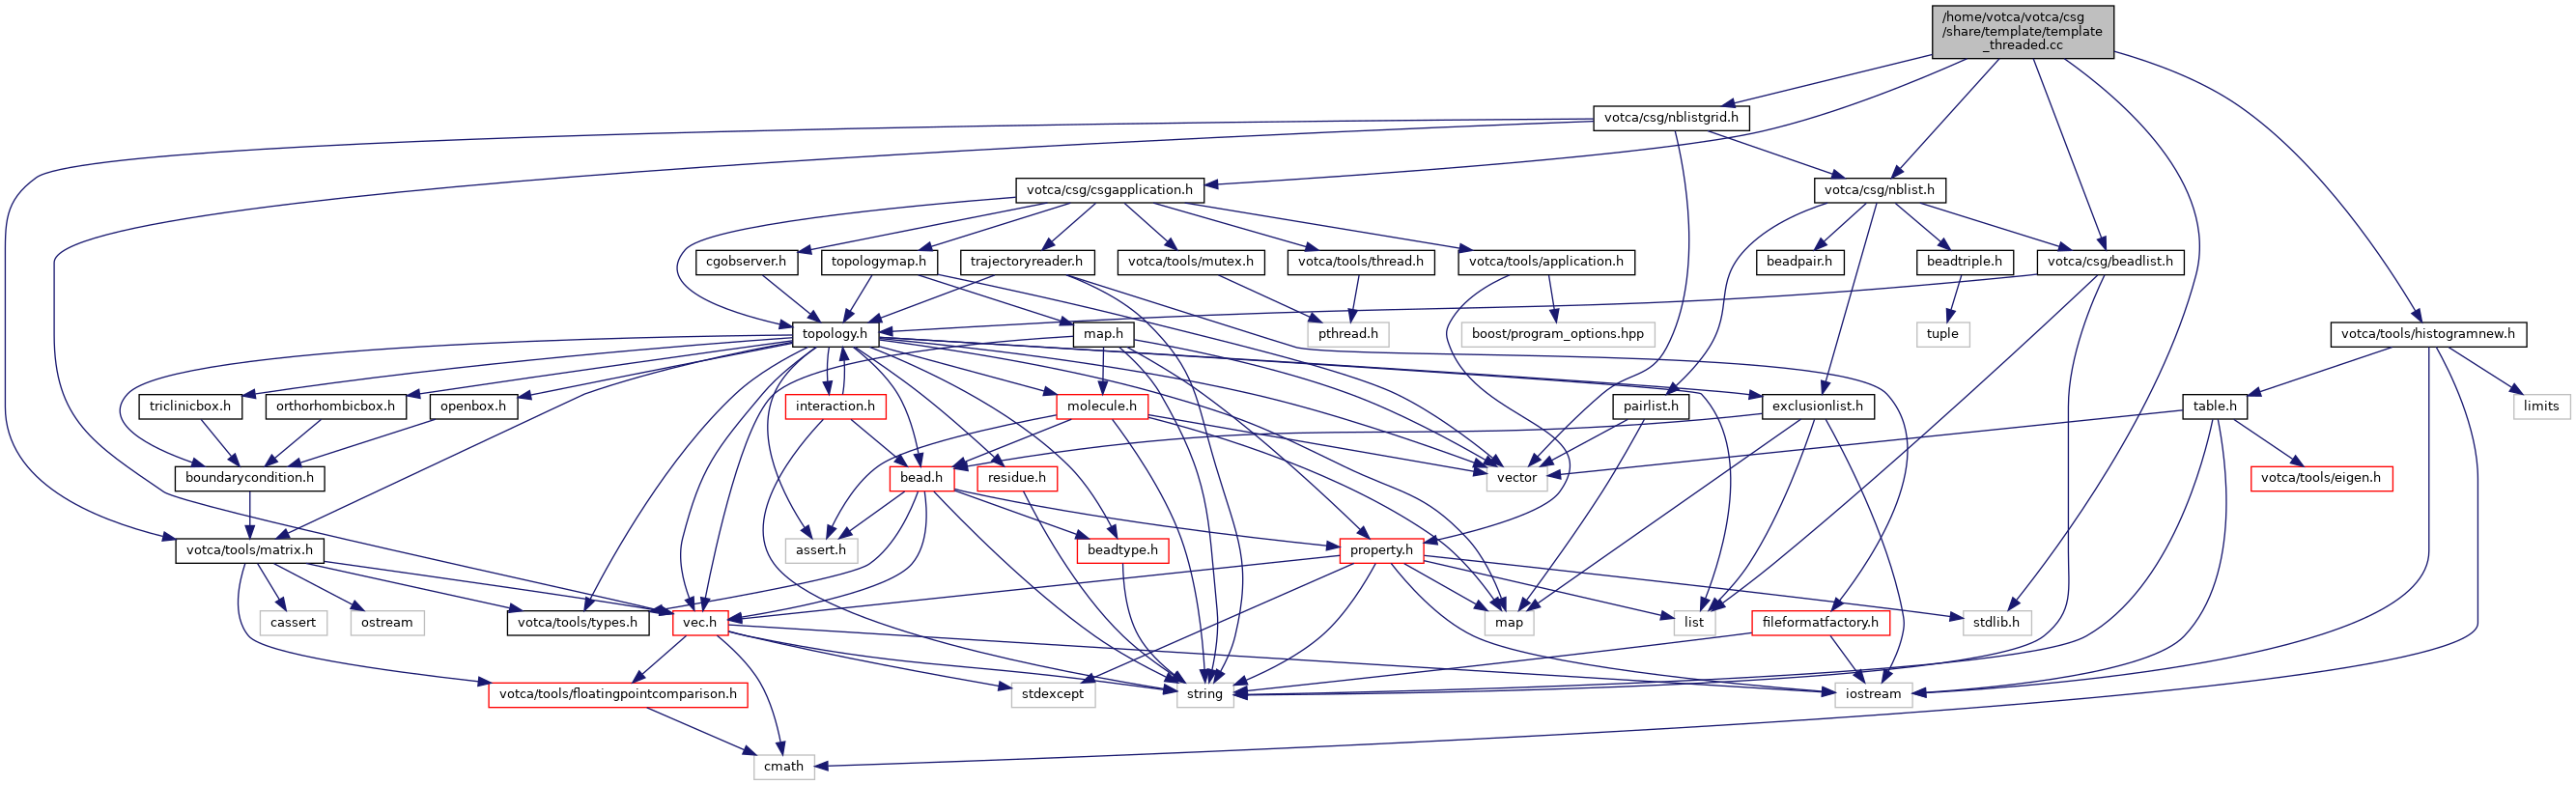 /home/votca/votca/csg
/share/template/template
_threaded.cc
votca/csg/nblistgrid.h
votca/csg/csgapplication.h
votca/csg/nblist.h
cgobserver.h
topologymap.h
trajectoryreader.h
votca/tools/mutex.h
votca/tools/thread.h
votca/tools/application.h
beadpair.h
beadtriple.h
votca/csg/beadlist.h
topology.h
map.h
pthread.h
boost/program_options.hpp
tuple
votca/tools/histogramnew.h
triclinicbox.h
orthorhombicbox.h
openbox.h
interaction.h
molecule.h
pairlist.h
exclusionlist.h
table.h
limits
boundarycondition.h
bead.h
residue.h
vector
votca/tools/eigen.h
votca/tools/matrix.h
assert.h
beadtype.h
property.h
cassert
ostream
votca/tools/types.h
vec.h
map
list
fileformatfactory.h
stdlib.h
votca/tools/floatingpointcomparison.h
stdexcept
string
iostream
cmath